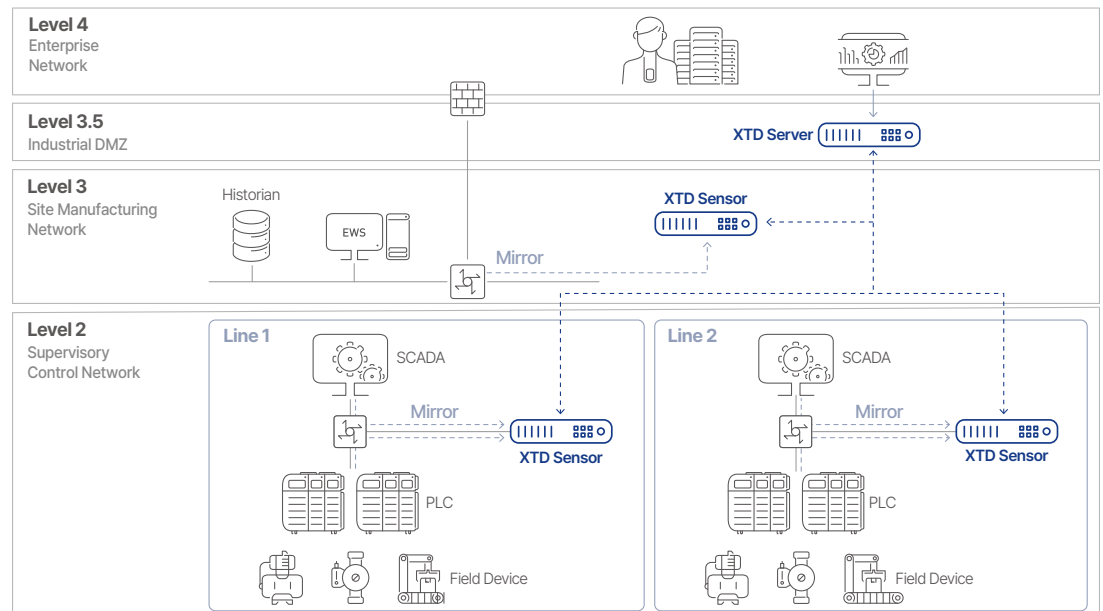 Level 4
Enterprise
Network
Level 3.5
Industrial DMZ
XTD Server
Level 3
Site Manufacturing
Network
Historian
EWS
XTD Sensor
Mirror
Level 2
Supervisory
Control Network
Line 1
SCADA
Mirror
XTD Sensor
PLC
Field Device
Line 2
SCADA
Mirror
XTD Sensor
PLC
Field Device